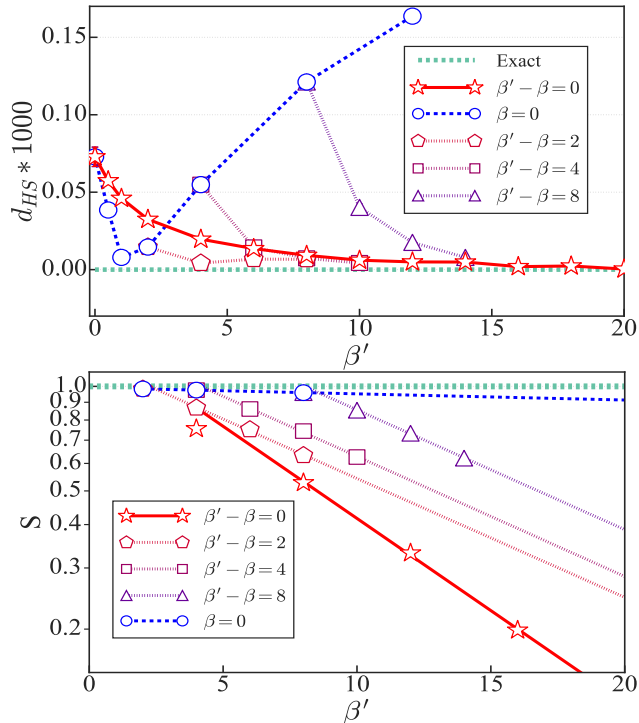 0.15
0.10
0.05
0.00
d_HS * 1000
Exact
β′ − β = 0
β = 0
β′ − β = 2
β′ − β = 4
β′ − β = 8
0 5 10 15 20
β′
1.0
0.9
0.8
0.7
0.6
0.5
0.4
0.3
0.2
S
β′ − β = 0
β′ − β = 2
β′ − β = 4
β′ − β = 8
β = 0
0 5 10 15 20
β′